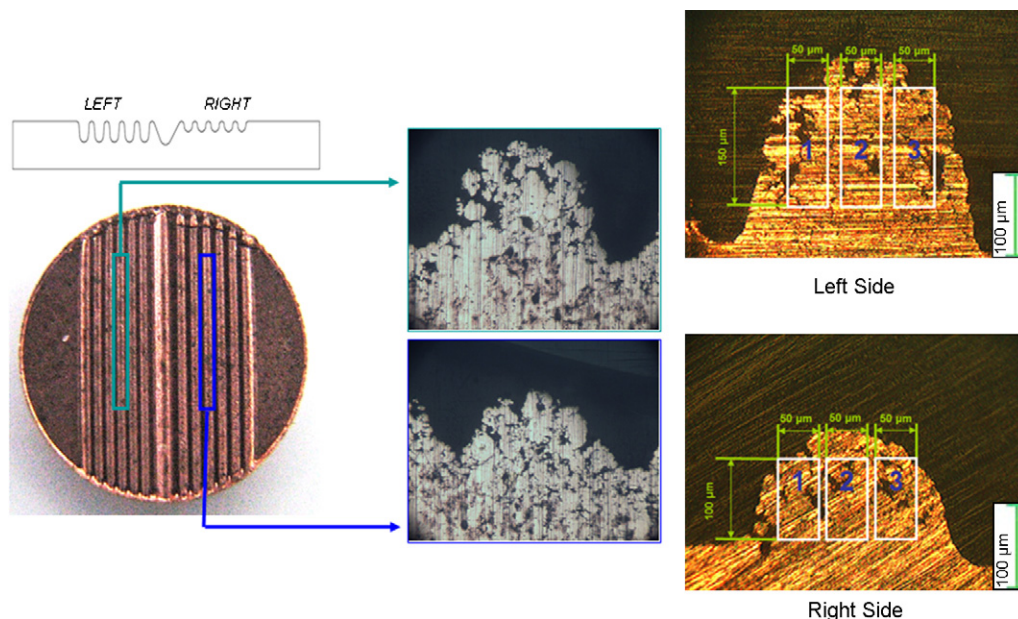 LEFT RIGHT
50 µm 50 µm 50 µm
150 µm
1 2 3
100 µm
Left Side
50 µm 50 µm 50 µm
100 µm
1 2 3
100 µm
Right Side